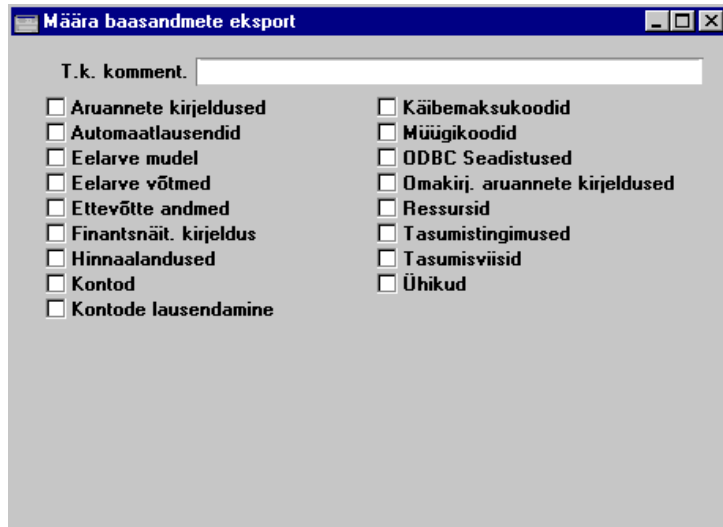 Määra baasandmete eksport
T.k. komment.
Aruannete kirjeldused
Automaatlausendid
Eelarve mudel
Eelarve võtmed
Ettevõtte andmed
Finantsnäit. kirjeldus
Hinnaalandused
Kontod
Kontode lausendamine
Käibemaksukoodid
Müügikoodid
ODBC Seadistused
Omakirj. aruannete kirjeldused
Ressursid
Tasumistingimused
Tasumisviisid
Ühikud